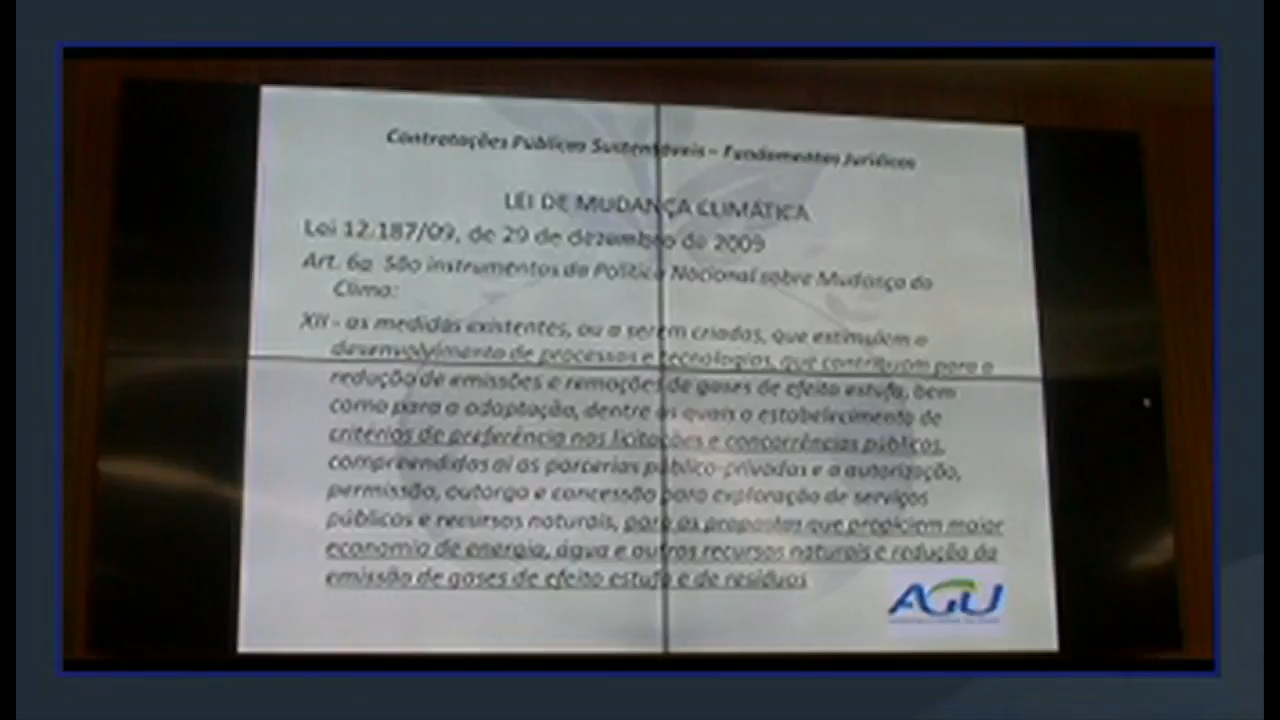 Contratações Públicas Sustentáveis – Fundamentos Jurídicos
LEI DE MUDANÇA CLIMÁTICA
Lei 12.187/09, de 29 de dezembro de 2009
Art. 6o São instrumentos da Política Nacional sobre Mudança do
Clima:
XII - as medidas existentes, ou a serem criadas, que estimulem o
desenvolvimento de processos e tecnologias, que contribuam para a
redução de emissões e remoções de gases de efeito estufa, bem
como para a adaptação, dentre as quais o estabelecimento de
critérios de preferência nas licitações e concorrências públicas,
compreendidas aí as parcerias público-privadas e a autorização,
permissão, outorga e concessão para exploração de serviços
públicos e recursos naturais, para as propostas que propiciem maior
economia de energia, água e outros recursos naturais e redução da
emissão de gases de efeito estufa e de resíduos
AGU